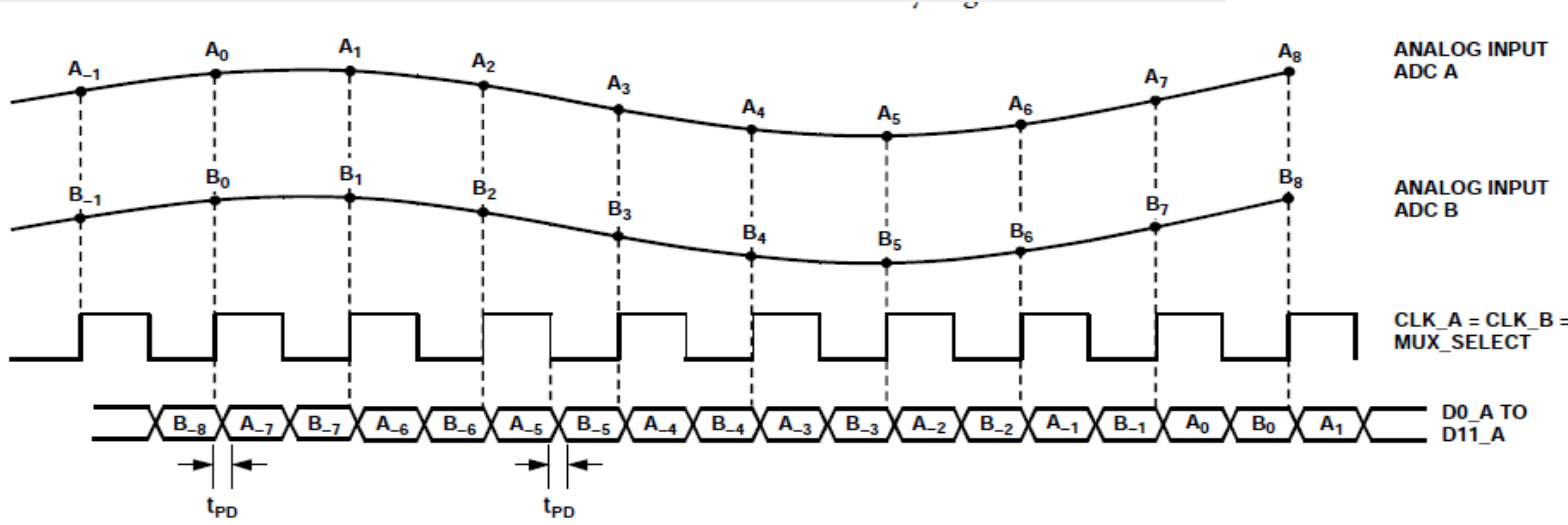 A–1
A0
A1
A2
A3
A4
A5
A6
A7
A8
ANALOG INPUT
ADC A
B–1
B0
B1
B2
B3
B4
B5
B6
B7
B8
ANALOG INPUT
ADC B
CLK_A = CLK_B =
MUX_SELECT
B–8 A–7 B–7 A–6 B–6 A–5 B–5 A–4 B–4 A–3 B–3 A–2 B–2 A–1 B–1 A0 B0 A1
D0_A TO
D11_A
tPD
tPD